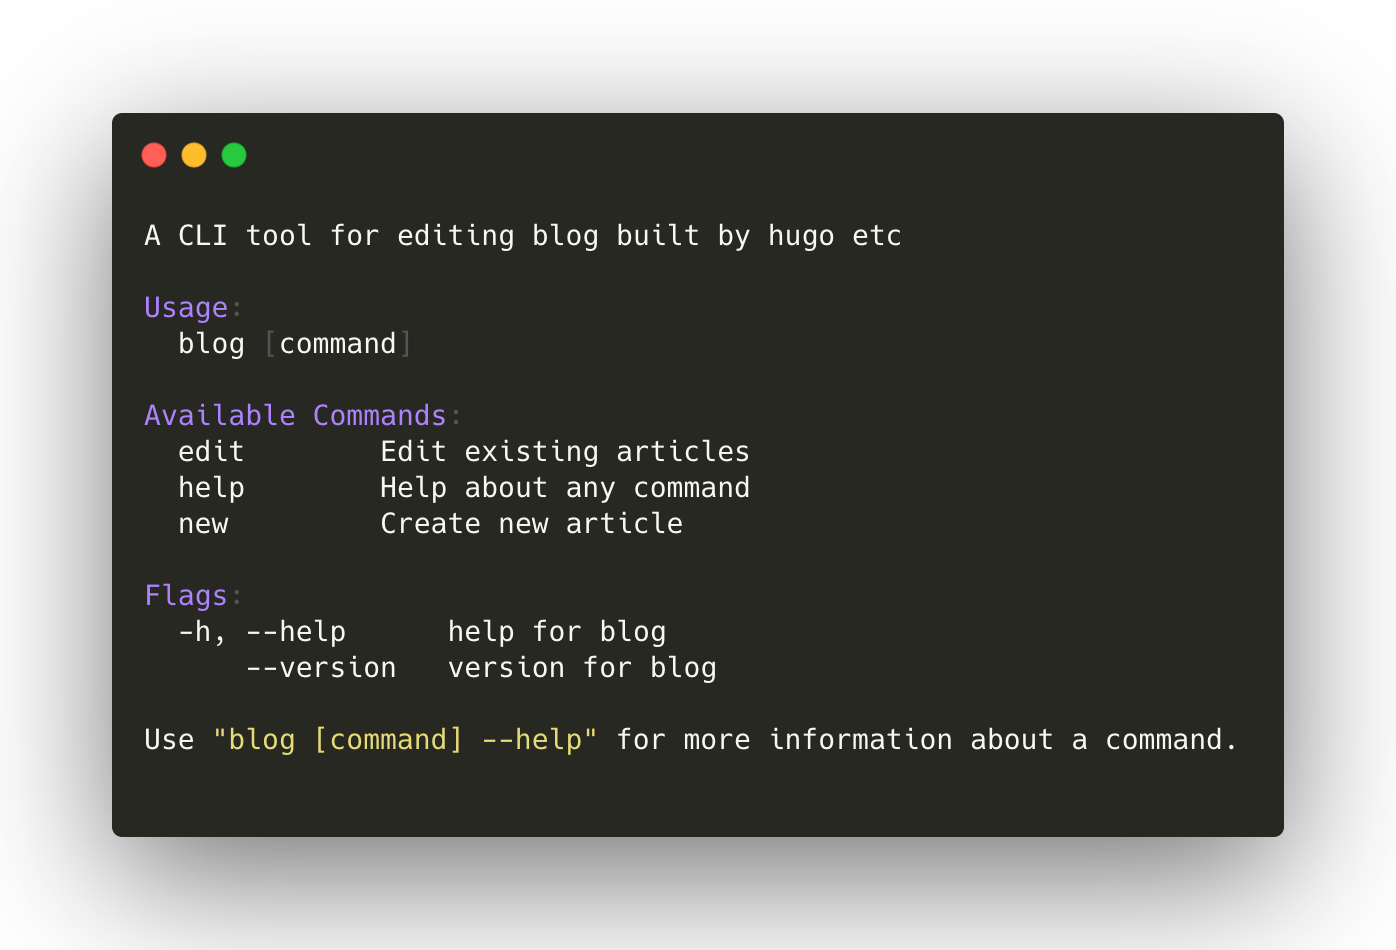 A CLI tool for editing blog built by hugo etc
Usage:
  blog [command]
Available Commands:
  edit        Edit existing articles
  help        Help about any command
  new         Create new article
Flags:
  -h, --help      help for blog
      --version   version for blog
Use "blog [command] --help" for more information about a command.